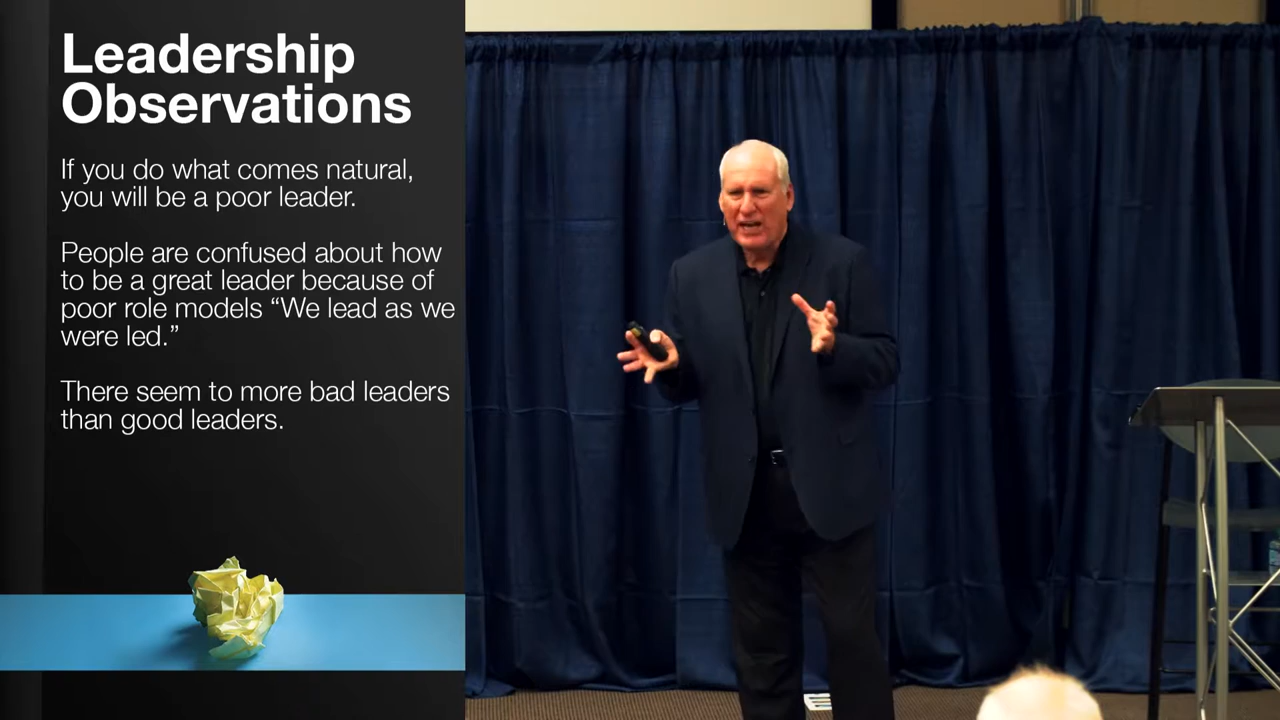 Leadership
Observations
If you do what comes natural,
you will be a poor leader.
People are confused about how
to be a great leader because of
poor role models “We lead as we
were led.”
There seem to more bad leaders
than good leaders.